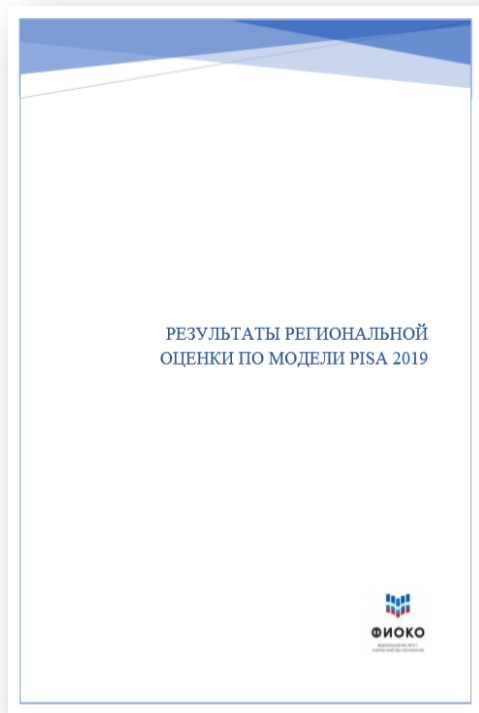 РЕЗУЛЬТАТЫ РЕГИОНАЛЬНОЙ
ОЦЕНКИ ПО МОДЕЛИ PISA 2019
ФИОКО